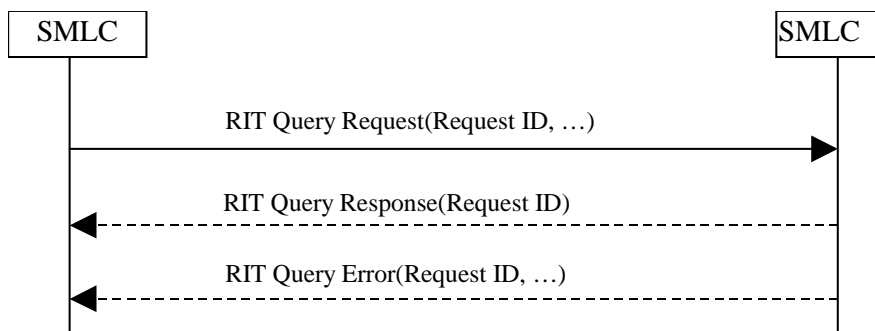 SMLC
SMLC
RIT Query Request(Request ID, …)
RIT Query Response(Request ID)
RIT Query Error(Request ID, …)